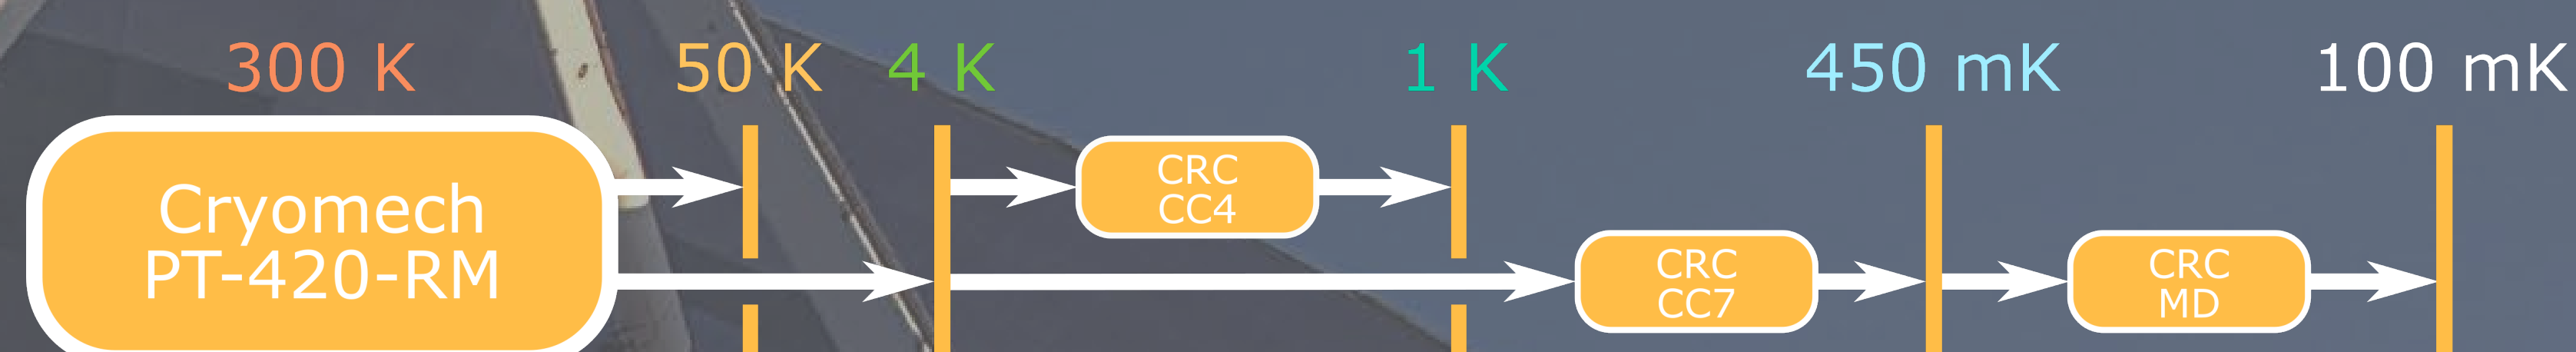 300 K 50 K 4 K 1 K 450 mK 100 mK
Cryomech
PT-420-RM
CRC
CC4
CRC
CC7
CRC
MD